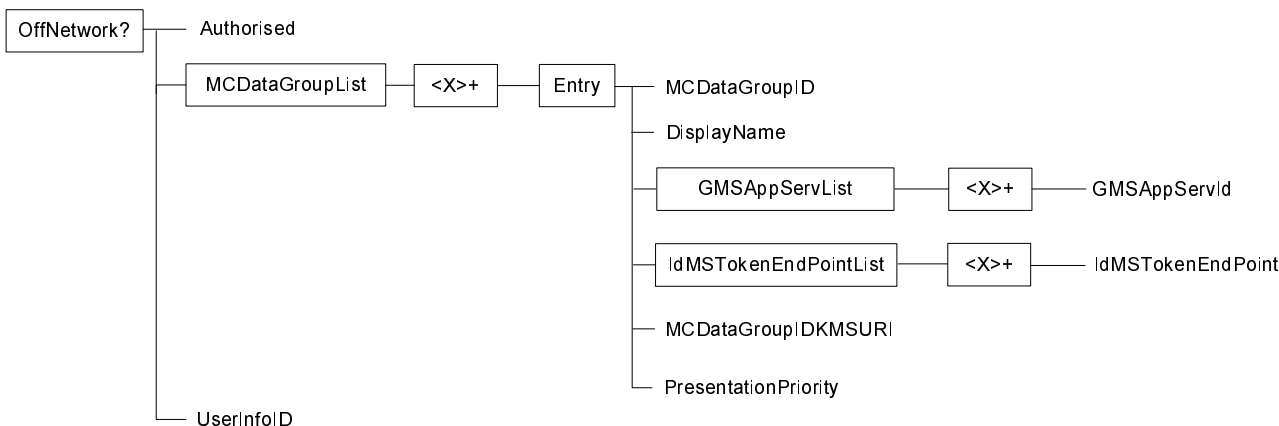 OffNetwork?
Authorised
MCDataGroupList
<X>+
Entry
MCDataGroupID
DisplayName
GMSAppServList
<X>+
GMSAppServId
IdMSTokenEndPointList
<X>+
IdMSTokenEndPoint
MCDataGroupIDKMSURI
PresentationPriority
UserInfoID